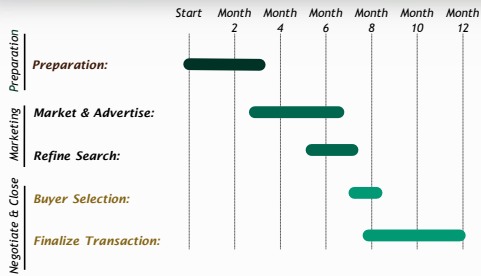 Start Month Month Month Month Month Month
2 4 6 8 10 12
Preparation
Preparation:
Marketing
Market & Advertise:
Refine Search:
Negotiate & Close
Buyer Selection:
Finalize Transaction: